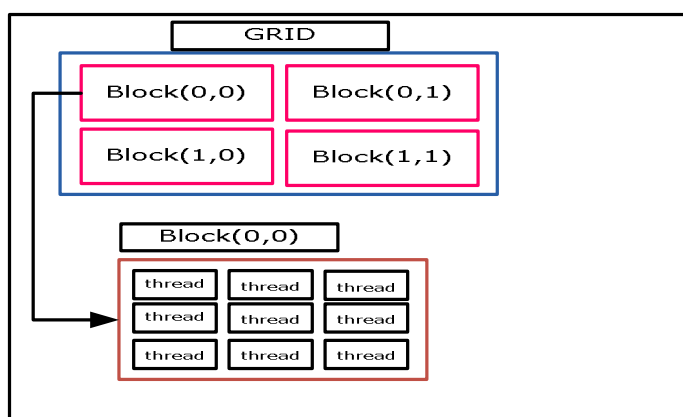 GRID
Block(0,0) Block(0,1)
Block(1,0) Block(1,1)
Block(0,0)
thread thread thread
thread thread thread
thread thread thread